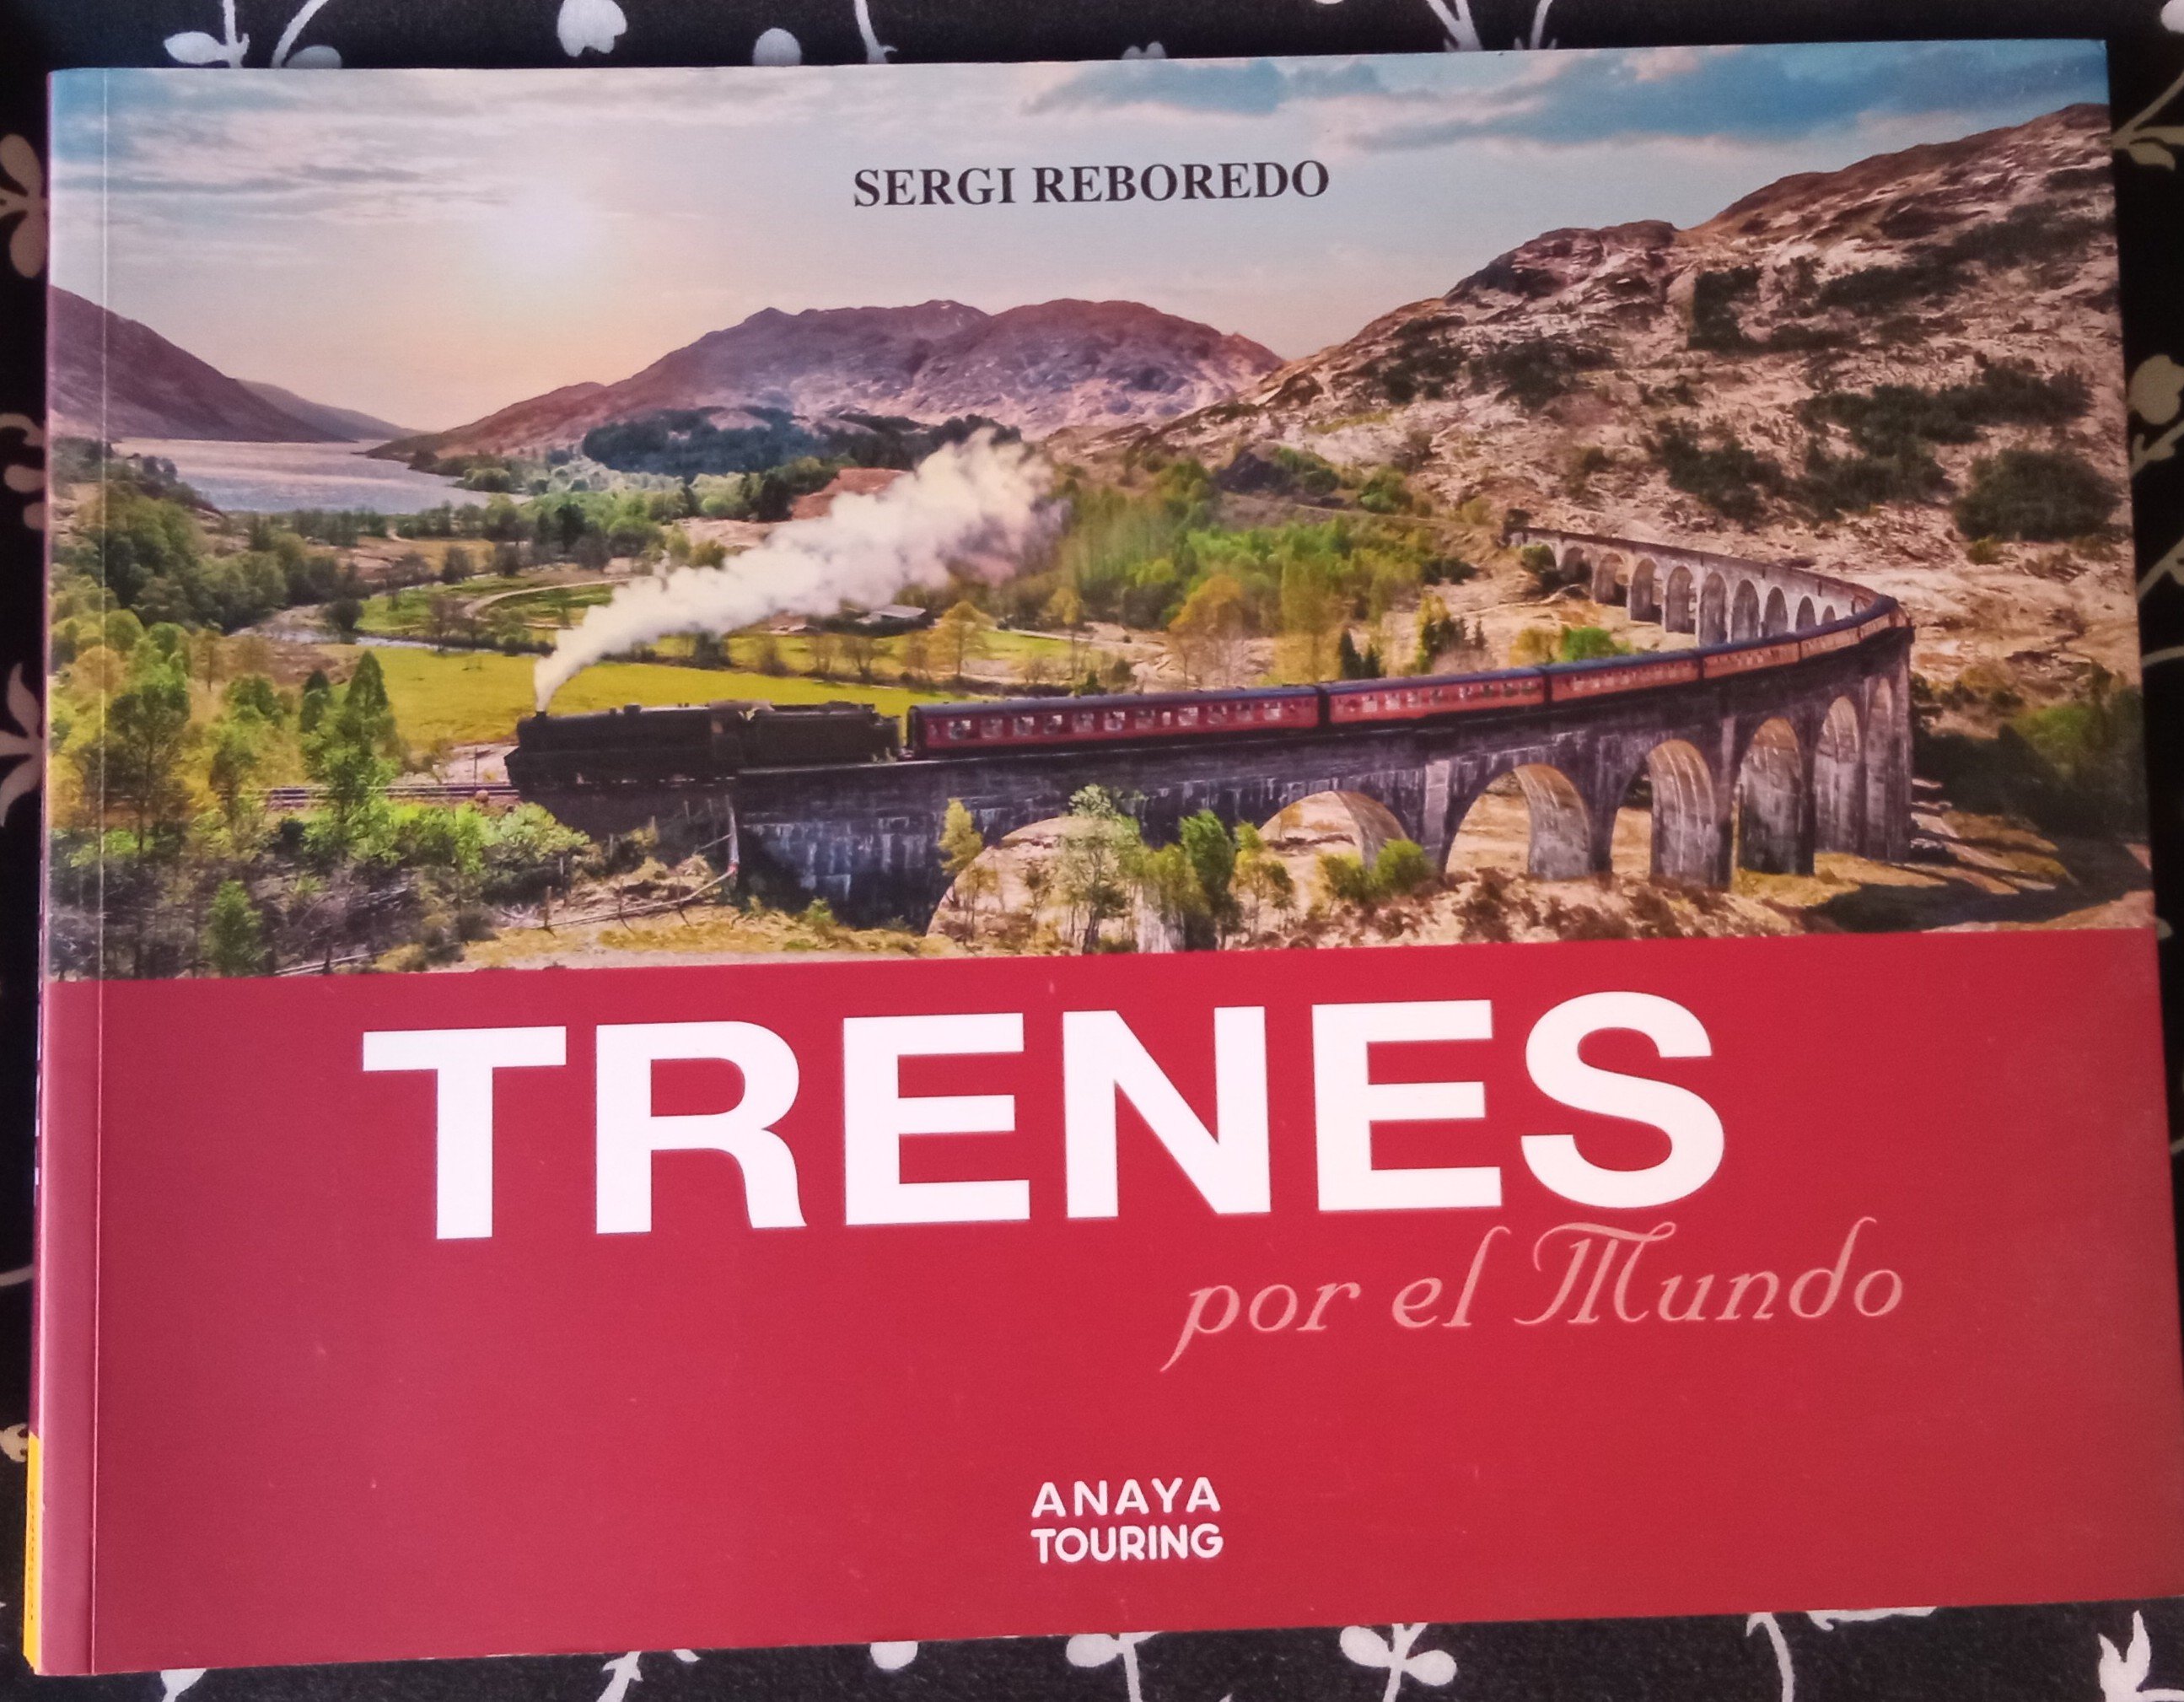 SERGI REBOREDO
TRENES
por el Mundo
ANAYA
TOURING